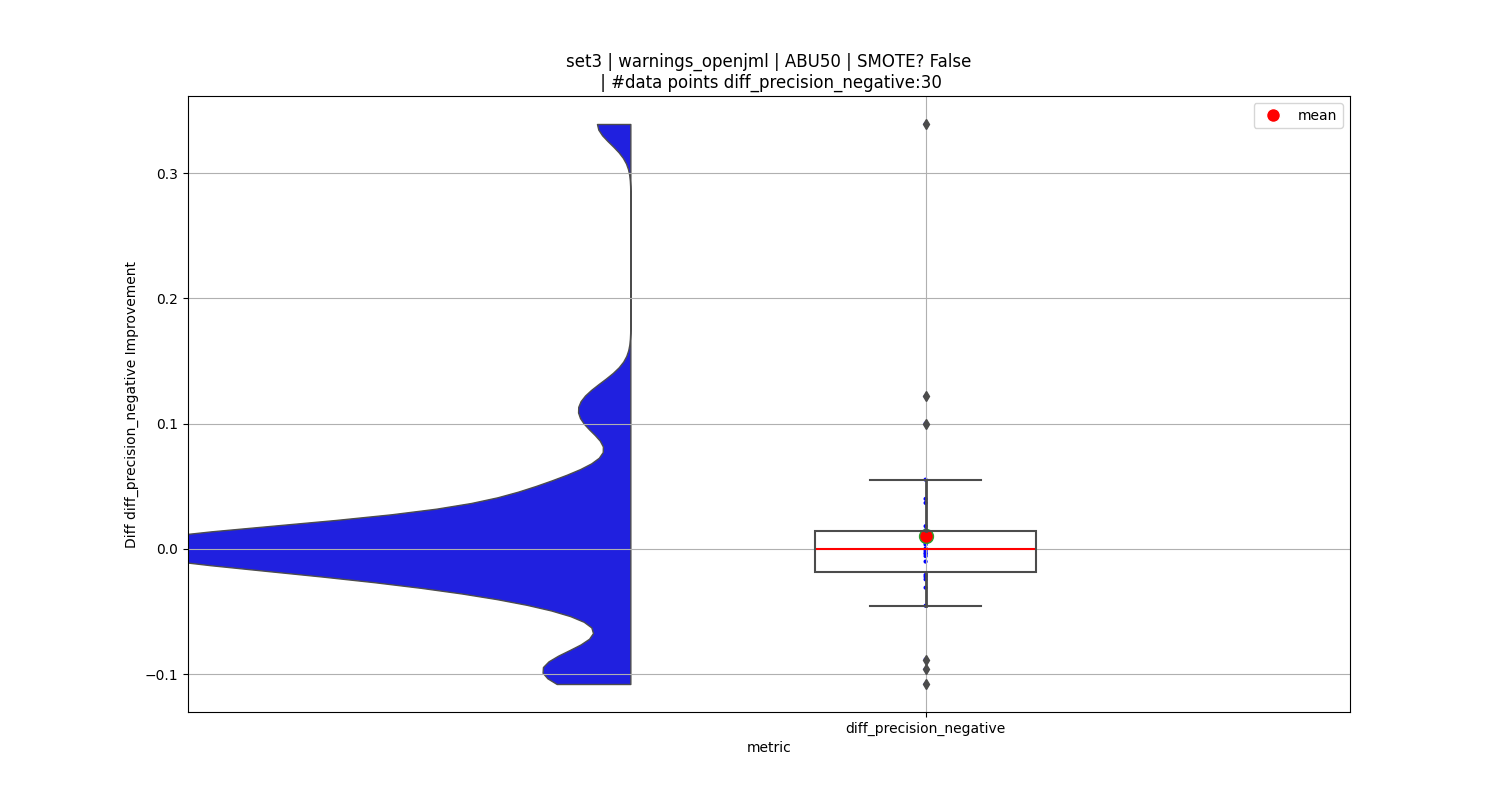 set3 | warnings_openjml | ABU50 | SMOTE? False
| #data points diff_precision_negative:30
mean
0.3
0.2
0.1
0.0
−0.1
Diff diff_precision_negative Improvement
diff_precision_negative
metric